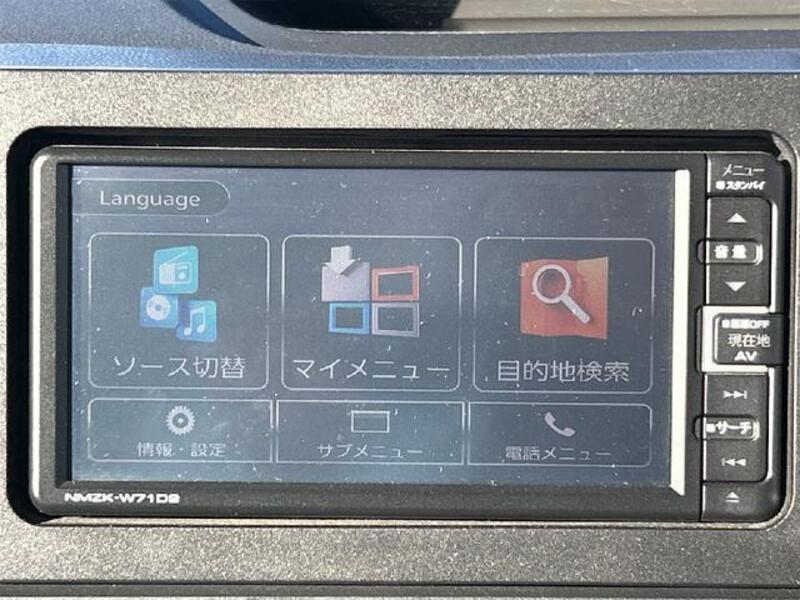 Language
ソース切替
マイメニュー
目的地検索
情報・設定
サブメニュー
電話メニュー
NMZK-W71D2
メニュー
スタンバイ
音量
画面OFF
現在地
AV
サーチ